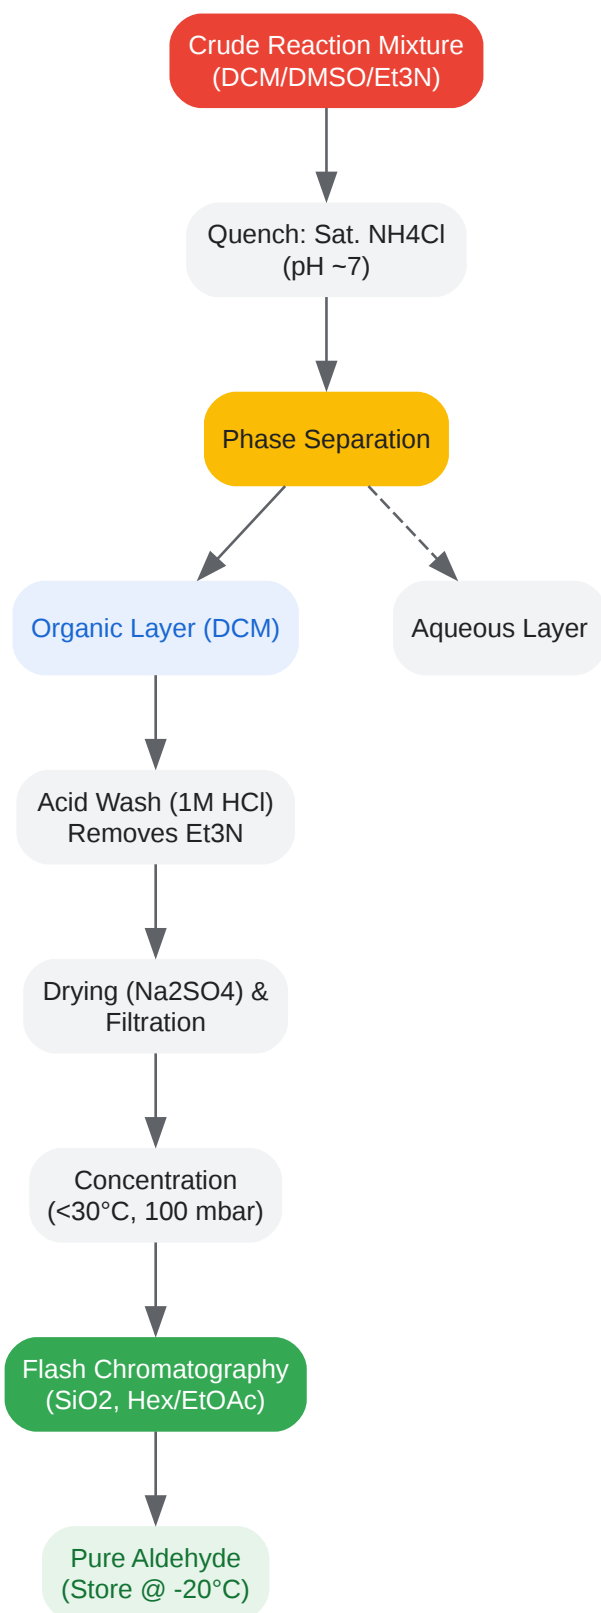 Crude Reaction Mixture
(DCM/DMSO/Et3N)
Quench: Sat. NH4Cl
(pH ~7)
Phase Separation
Organic Layer (DCM)
Aqueous Layer
Acid Wash (1M HCl)
Removes Et3N
Drying (Na2SO4) &
Filtration
Concentration
(<30°C, 100 mbar)
Flash Chromatography
(SiO2, Hex/EtOAc)
Pure Aldehyde
(Store @ -20°C)